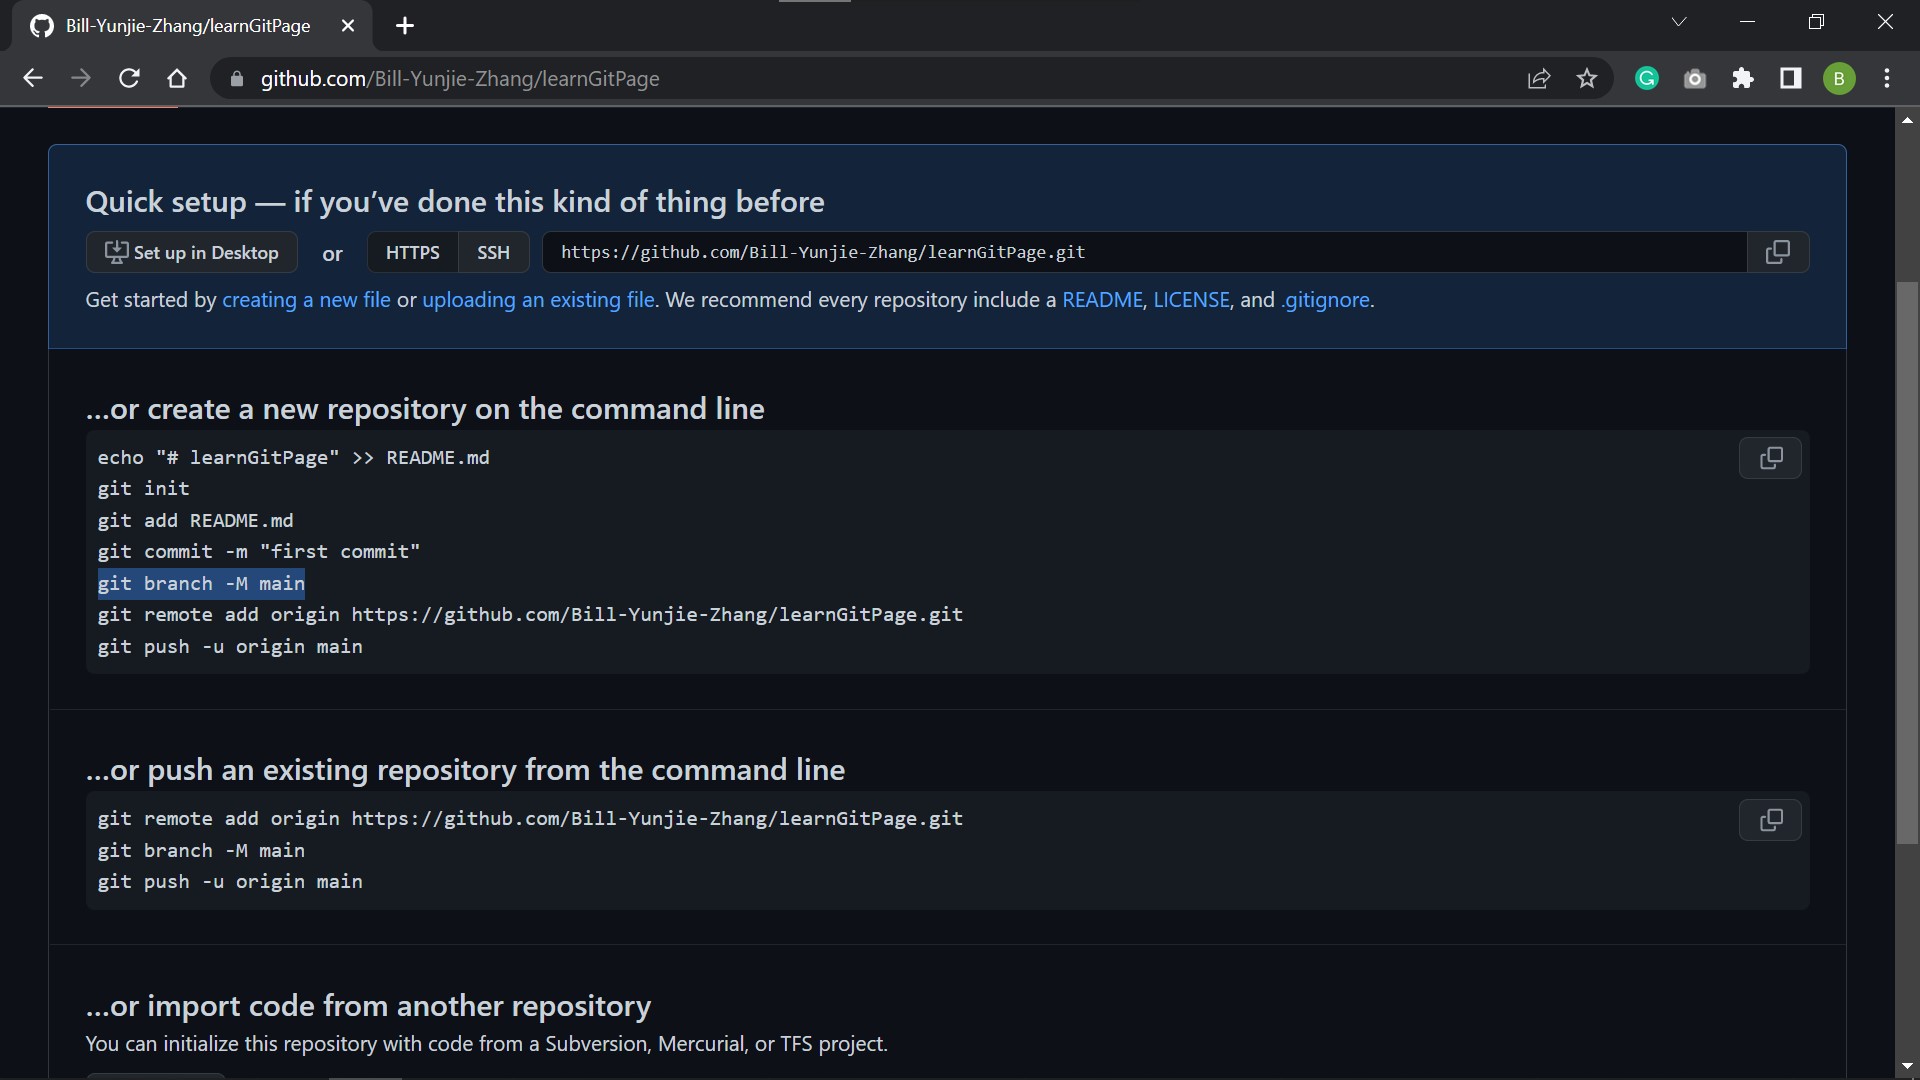 Bill-Yunjie-Zhang/learnGitPage
github.com/Bill-Yunjie-Zhang/learnGitPage
B
Quick setup — if you’ve done this kind of thing before
Set up in Desktop or HTTPS SSH https://github.com/Bill-Yunjie-Zhang/learnGitPage.git
Get started by creating a new file or uploading an existing file. We recommend every repository include a README, LICENSE, and .gitignore.
…or create a new repository on the command line
echo "# learnGitPage" >> README.md
git init
git add README.md
git commit -m "first commit"
git branch -M main
git remote add origin https://github.com/Bill-Yunjie-Zhang/learnGitPage.git
git push -u origin main
…or push an existing repository from the command line
git remote add origin https://github.com/Bill-Yunjie-Zhang/learnGitPage.git
git branch -M main
git push -u origin main
…or import code from another repository
You can initialize this repository with code from a Subversion, Mercurial, or TFS project.